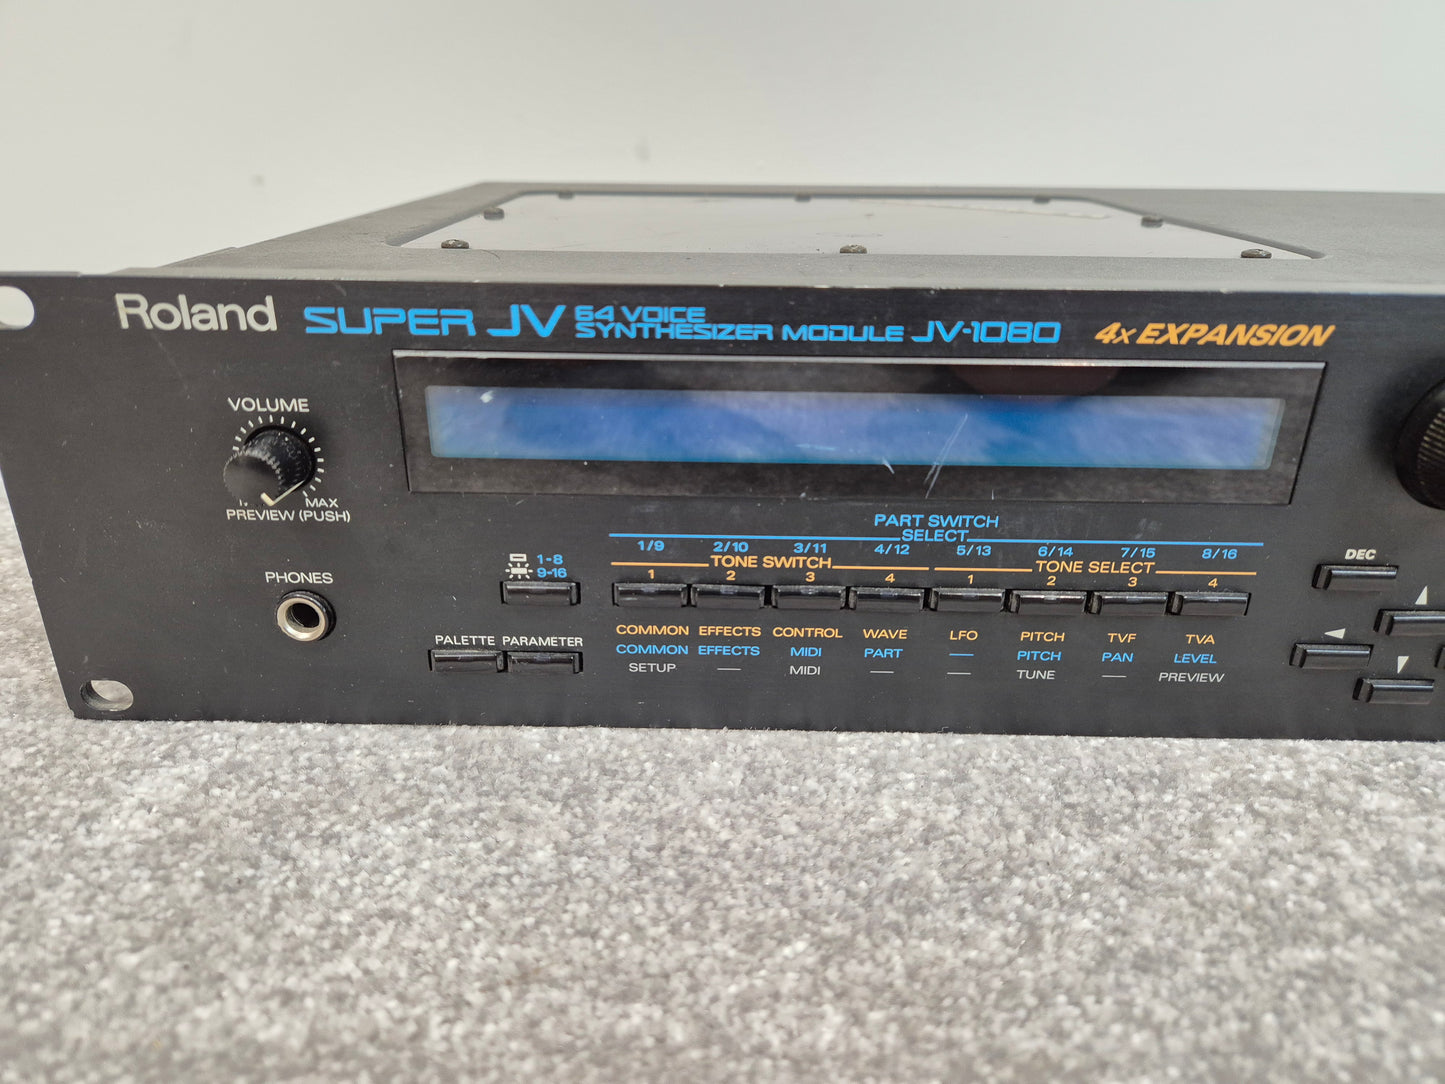 Roland SUPER JV 64 VOICE
SYNTHESIZER MODULE JV-1080 4x EXPANSION
VOLUME
MAX
PREVIEW (PUSH)
PHONES
PART SWITCH
SELECT
1/9 2/10 3/11 4/12 5/13 6/14 7/15 8/16
TONE SWITCH TONE SELECT
1 2 3 4 1 2 3 4
1-8
9-16
DEC
PALETTE PARAMETER
COMMON EFFECTS CONTROL WAVE LFO PITCH TVF TVA
COMMON EFFECTS MIDI PART — PITCH PAN LEVEL
SETUP — MIDI — — TUNE — PREVIEW